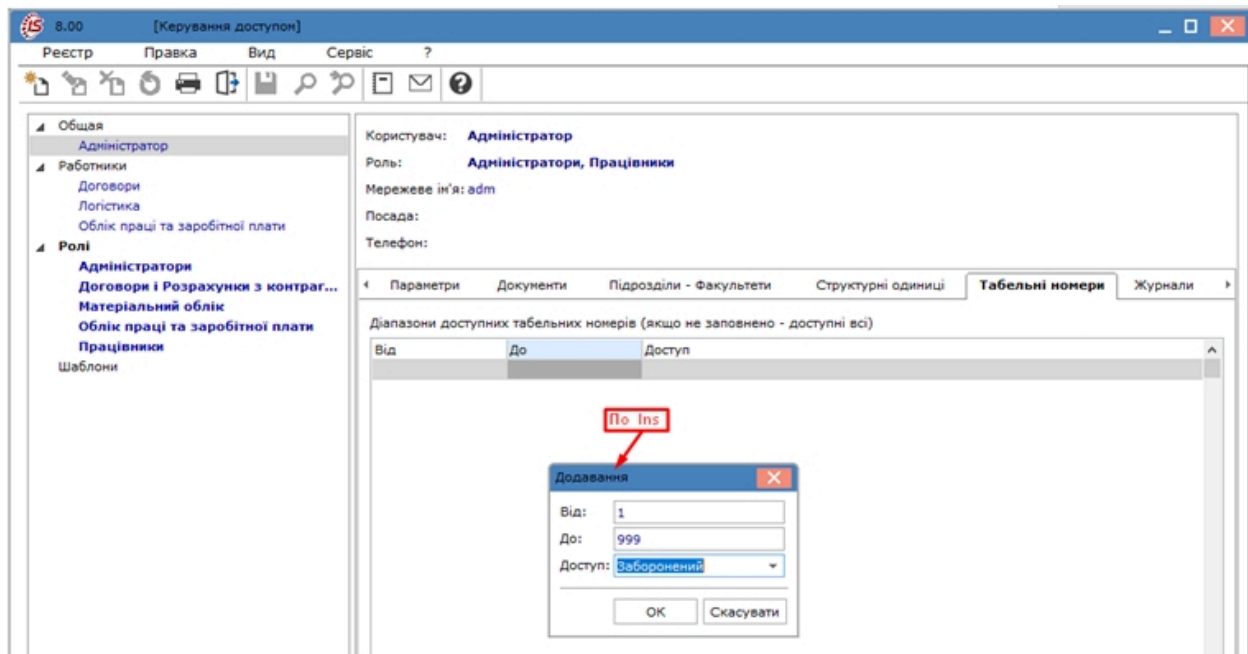 iS 8.00 [Керування доступон]
Реєстр Правка Вид Сервіс ?
Общая
Адміністратор
Работники
Договори
Логістика
Облік праці та заробітної плати
Ролі
Адміністратори
Договори і Розрахунки з контраг...
Матеріальний облік
Облік праці та заробітної плати
Працівники
Шаблони
Користувач: Адміністратор
Роль: Адміністратори, Працівники
Мережеве ім'я: adm
Посада:
Телефон:
Параметри Документи Підрозділи - Факультети Структурні одиниці Табельні номери Журнали
Діапазони доступних табельних номерів (якщо не заповнено - доступні всі)
Від До Доступ
По Ins
Додавання
Від: 1
До: 999
Доступ: Заборонений
OK Скасувати